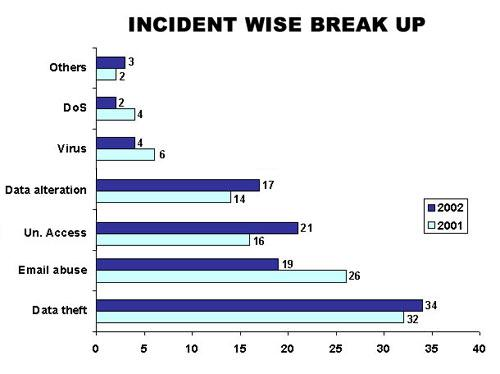 INCIDENT WISE BREAK UP
Others
3
2
DoS
2
4
Virus
4
6
Data alteration
17
14
Un. Access
21
16
Email abuse
19
26
Data theft
34
32
2002
2001
0 5 10 15 20 25 30 35 40